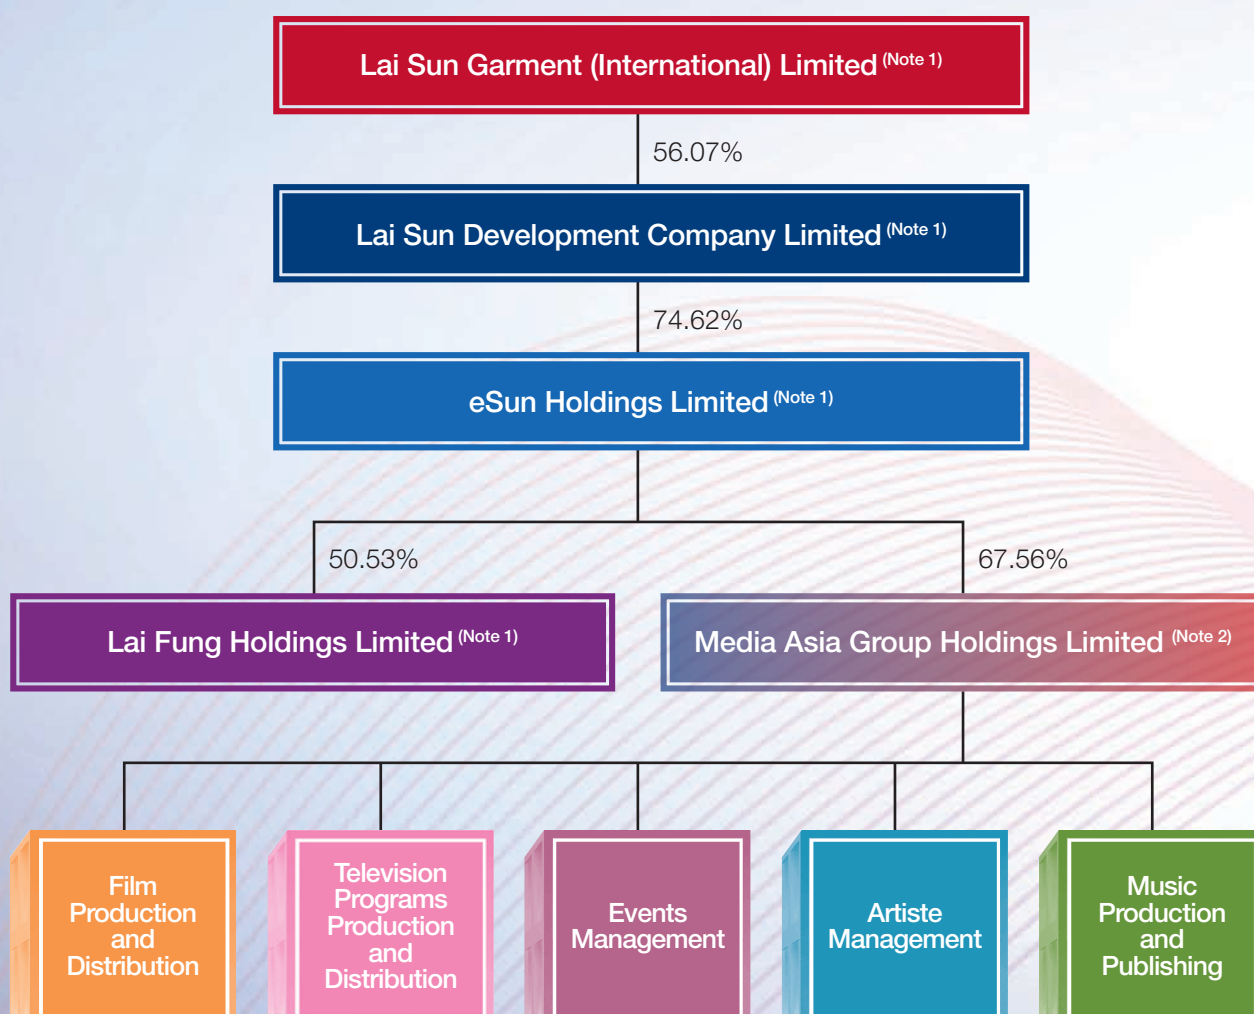 Lai Sun Garment (International) Limited (Note 1)
56.07%
Lai Sun Development Company Limited (Note 1)
74.62%
eSun Holdings Limited (Note 1)
50.53%
67.56%
Lai Fung Holdings Limited (Note 1)
Media Asia Group Holdings Limited (Note 2)
Film
Production
and
Distribution
Television
Programs
Production
and
Distribution
Events
Management
Artiste
Management
Music
Production
and
Publishing